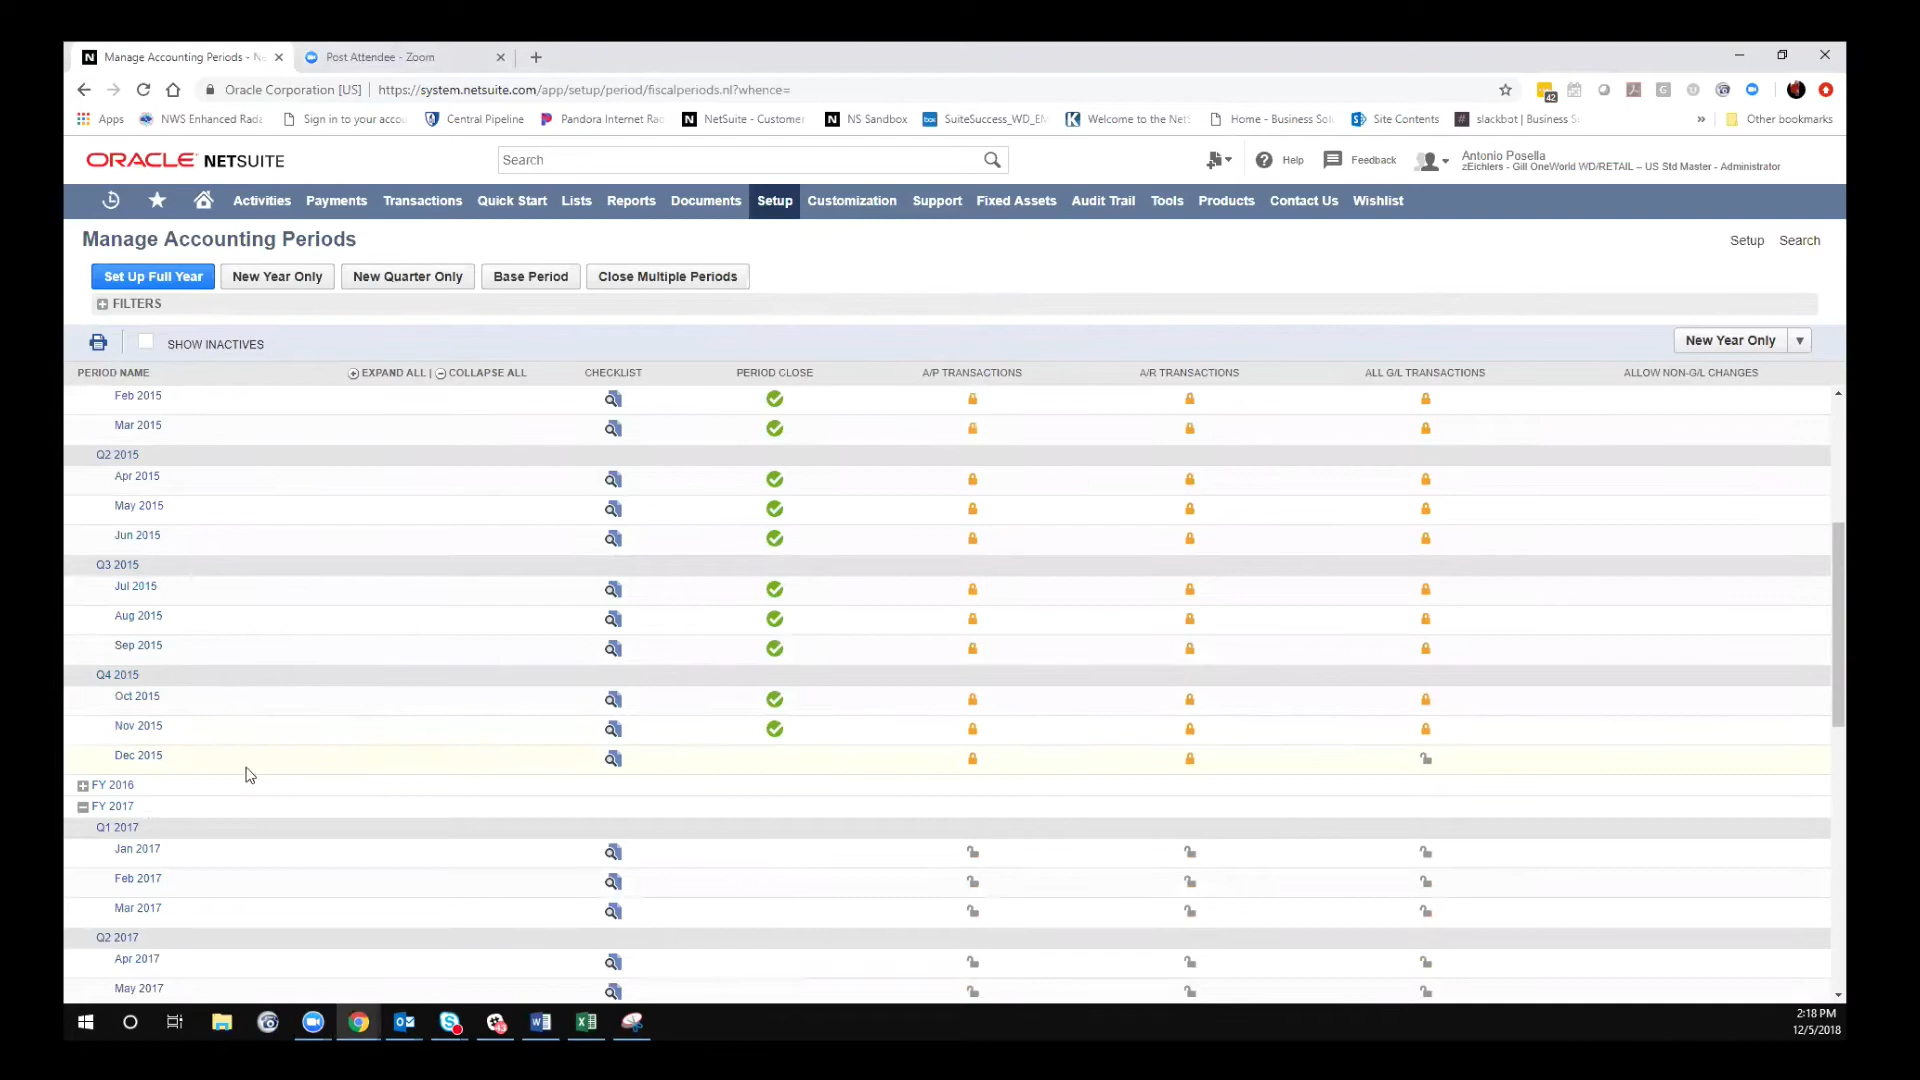 Manage Accounting Periods - Ne
Post Attendee - Zoom
Oracle Corporation [US] | https://system.netsuite.com/app/setup/period/fiscalperiods.nl?whence=
42
Apps
NWS Enhanced Rada
Sign in to your accou
Central Pipeline
Pandora Internet Rad
NetSuite - Customer
NS Sandbox
SuiteSuccess_WD_EM
Welcome to the Net
Home - Business Solu
Site Contents
slackbot | Business S
»
Other bookmarks
ORACLE NETSUITE
Search
Help
Feedback
Antonio Posella
zEichlers - Gill OneWorld WD/RETAIL – US Std Master - Administrator
Activities Payments Transactions Quick Start Lists Reports Documents Setup Customization Support Fixed Assets Audit Trail Tools Products Contact Us Wishlist
Manage Accounting Periods
Setup Search
Set Up Full Year New Year Only New Quarter Only Base Period Close Multiple Periods
FILTERS
SHOW INACTIVES
New Year Only
PERIOD NAME EXPAND ALL | COLLAPSE ALL CHECKLIST PERIOD CLOSE A/P TRANSACTIONS A/R TRANSACTIONS ALL G/L TRANSACTIONS ALLOW NON-G/L CHANGES
Feb 2015
Mar 2015
Q2 2015
Apr 2015
May 2015
Jun 2015
Q3 2015
Jul 2015
Aug 2015
Sep 2015
Q4 2015
Oct 2015
Nov 2015
Dec 2015
FY 2016
FY 2017
Q1 2017
Jan 2017
Feb 2017
Mar 2017
Q2 2017
Apr 2017
May 2017
2:18 PM
12/5/2018